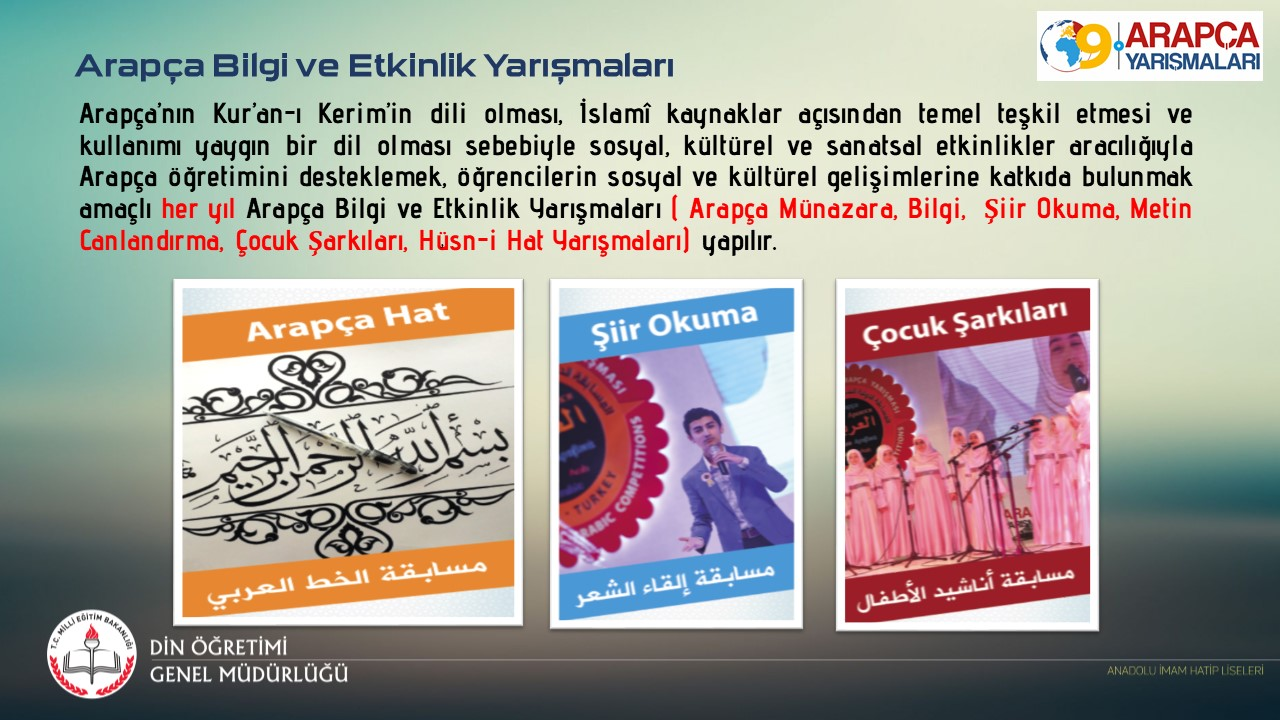 9. ARAPÇA
YARIŞMALARI
Arapça Bilgi ve Etkinlik Yarışmaları
Arapça’nın Kur’an-ı Kerim’in dili olması, İslamî kaynaklar açısından temel teşkil etmesi ve
kullanımı yaygın bir dil olması sebebiyle sosyal, kültürel ve sanatsal etkinlikler aracılığıyla
Arapça öğretimini desteklemek, öğrencilerin sosyal ve kültürel gelişimlerine katkıda bulunmak
amaçlı her yıl Arapça Bilgi ve Etkinlik Yarışmaları ( Arapça Münazara, Bilgi, Şiir Okuma, Metin
Canlandırma, Çocuk Şarkıları, Hüsn-i Hat Yarışmaları) yapılır.
Arapça Hat
بسم الله الرحمن الرحيم
مسابقة الخط العربي
Şiir Okuma
TURKEY
ARABIC COMPETITIONS
مسابقة إلقاء الشعر
Çocuk Şarkıları
ARAPÇA YARIŞMASI
ARA
مسابقة أناشيد الأطفال
T.C. MİLLİ EĞİTİM BAKANLIĞI
DİN ÖĞRETİMİ
GENEL MÜDÜRLÜĞÜ
ANADOLU İMAM HATİP LİSELERİ